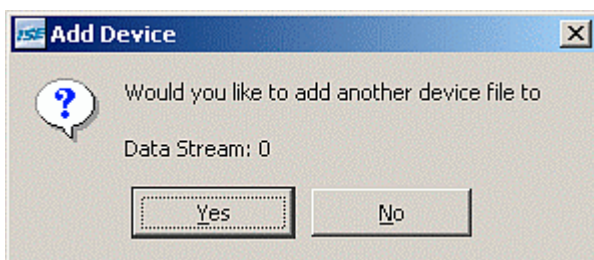 ISE Add Device
Would you like to add another device file to
Data Stream: 0
Yes No